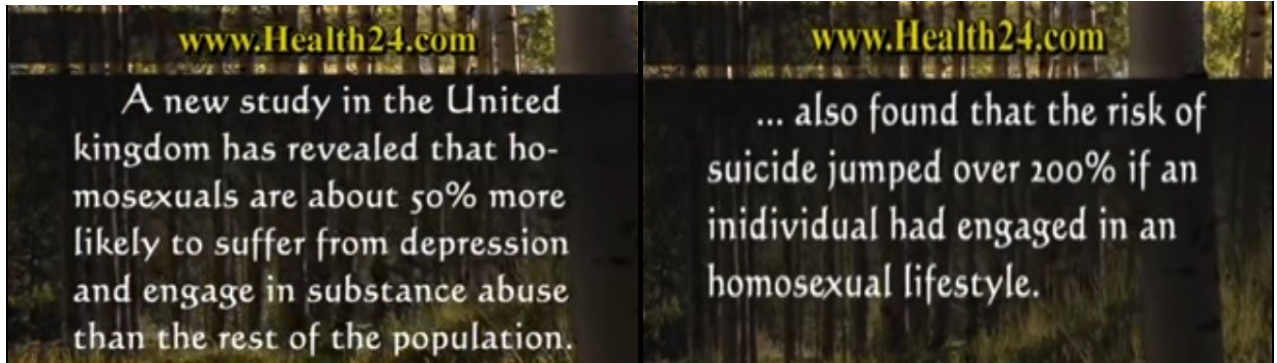 www.Health24.com
A new study in the United
kingdom has revealed that ho-
mosexuals are about 50% more
likely to suffer from depression
and engage in substance abuse
than the rest of the population.
www.Health24.com
... also found that the risk of
suicide jumped over 200% if an
inidividual had engaged in an
homosexual lifestyle.